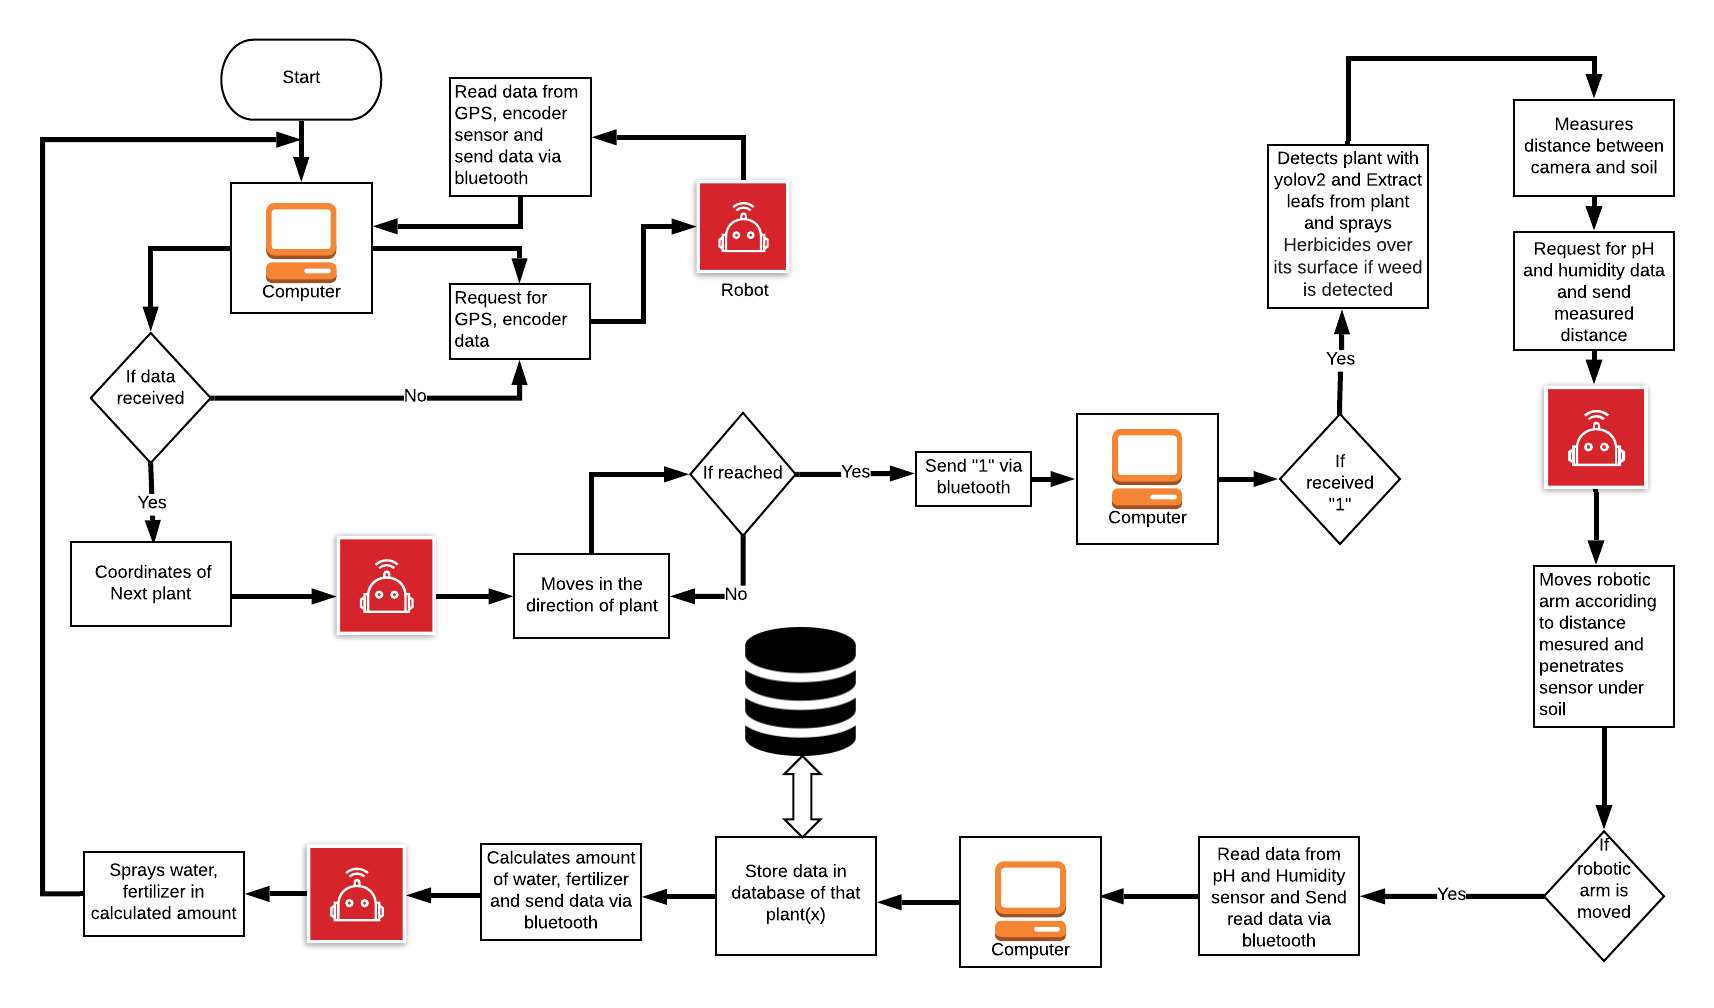 Start
Read data from
GPS, encoder
sensor and
send data via
bluetooth
Computer
Request for
GPS, encoder
data
Robot
If data
received
No
Yes
Coordinates of
Next plant
Moves in the
direction of plant
If reached
No
Yes
Send "1" via
bluetooth
Computer
If
received
"1"
Yes
Detects plant with
yolov2 and Extract
leafs from plant
and sprays
Herbicides over
its surface if weed
is detected
Measures
distance between
camera and soil
Request for pH
and humidity data
and send
measured
distance
Moves robotic
arm accoriding
to distance
mesured and
penetrates
sensor under
soil
If
robotic
arm is
moved
Yes
Read data from
pH and Humidity
sensor and Send
read data via
bluetooth
Computer
Store data in
database of that
plant(x)
Calculates amount
of water, fertilizer
and send data via
bluetooth
Sprays water,
fertilizer in
calculated amount